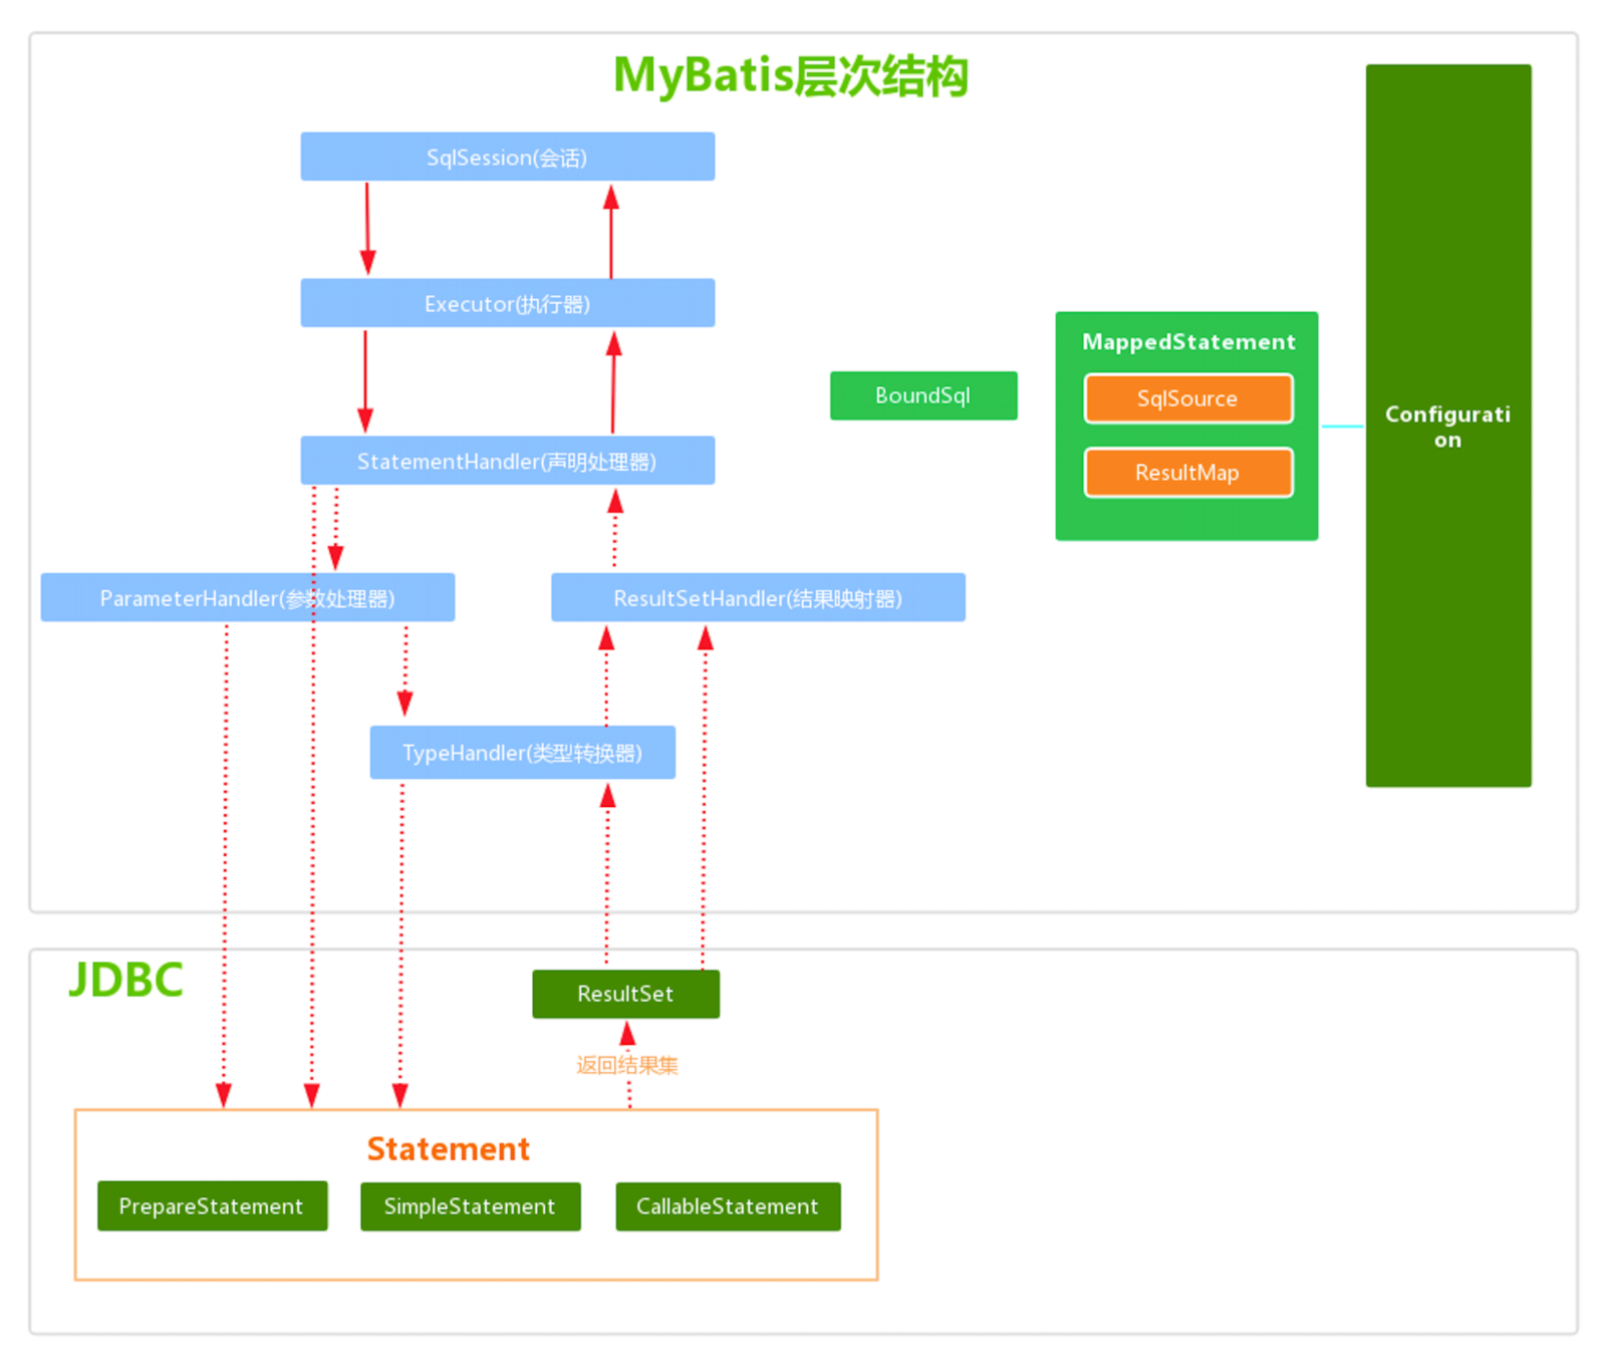 MyBatis层次结构
SqlSession(会话)
Executor(执行器)
MappedStatement
BoundSql
SqlSource
Configurati
on
StatementHandler(声明处理器)
ResultMap
ParameterHandler(参数处理器)
ResultSetHandler(结果映射器)
TypeHandler(类型转换器)
JDBC
ResultSet
返回结果集
Statement
PrepareStatement
SimpleStatement
CallableStatement